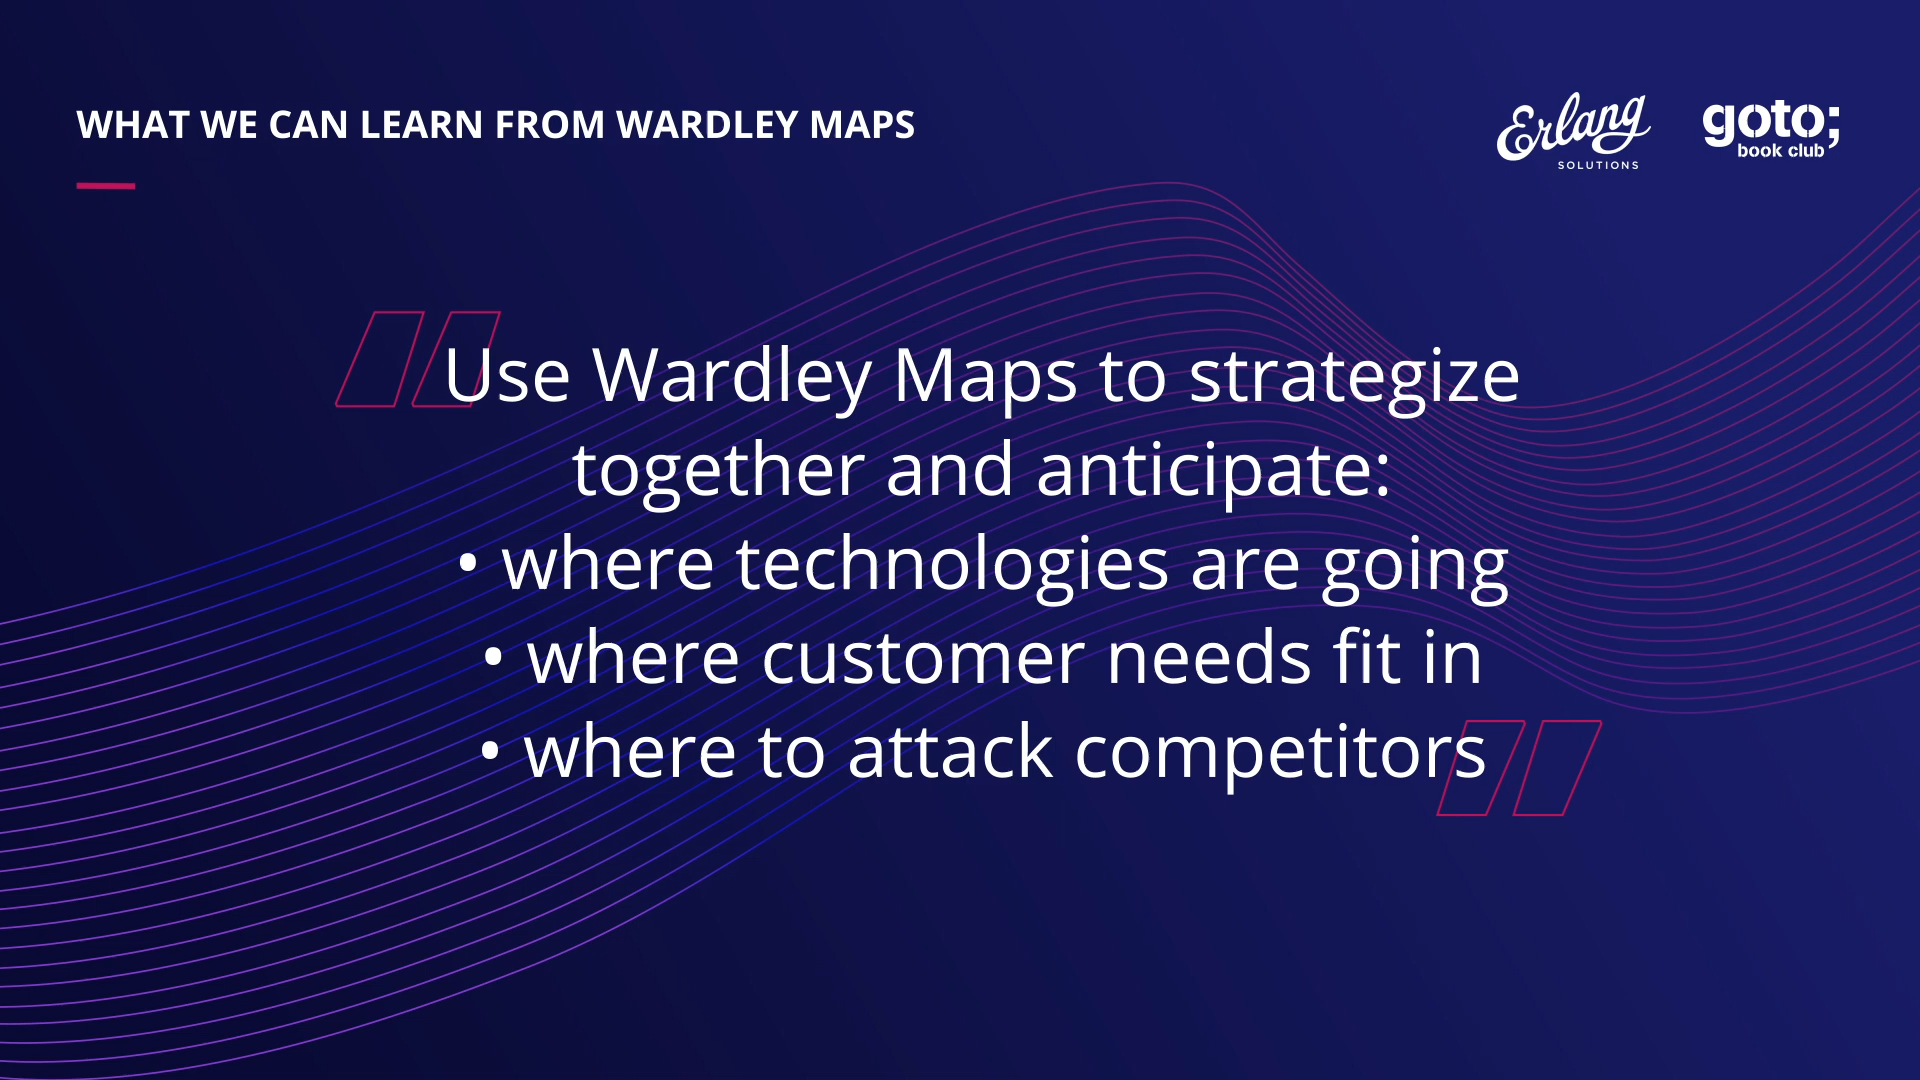 WHAT WE CAN LEARN FROM WARDLEY MAPS
Erlang
SOLUTIONS
goto;
book club
Use Wardley Maps to strategize
together and anticipate:
• where technologies are going
• where customer needs fit in
• where to attack competitors